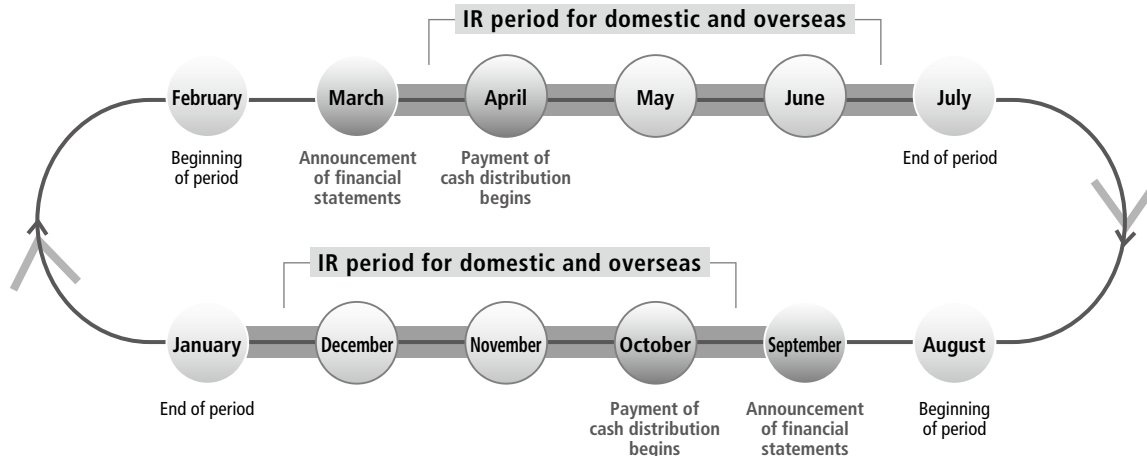 IR period for domestic and overseas
February
March
April
May
June
July
Beginning
of period
Announcement
of financial
statements
Payment of
cash distribution
begins
End of period
IR period for domestic and overseas
January
December
November
October
September
August
End of period
Payment of
cash distribution
begins
Announcement
of financial
statements
Beginning
of period